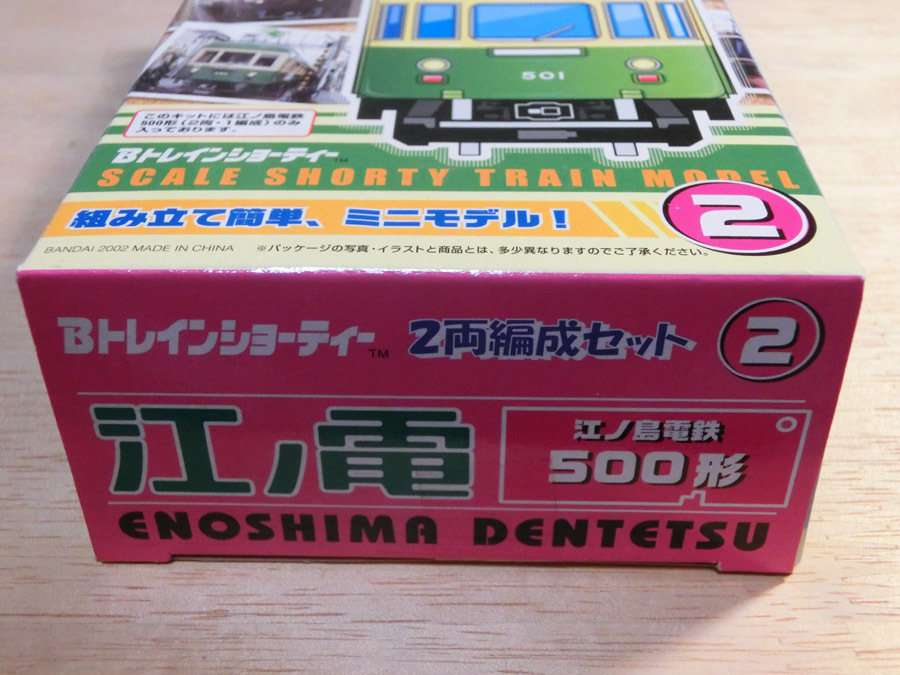 501
このキットには江ノ島電鉄
500形(2両・1編成)のみ
入っております。
Bトレインショーティー™
SCALE SHORTY TRAIN MODEL
組み立て簡単、ミニモデル!
2
BANDAI 2002 MADE IN CHINA ※パッケージの写真・イラストと商品とは、多少異なりますのでご了承ください。
Bトレインショーティー™ 2両編成セット 2
江ノ電
江ノ島電鉄
500形
ENOSHIMA DENTETSU